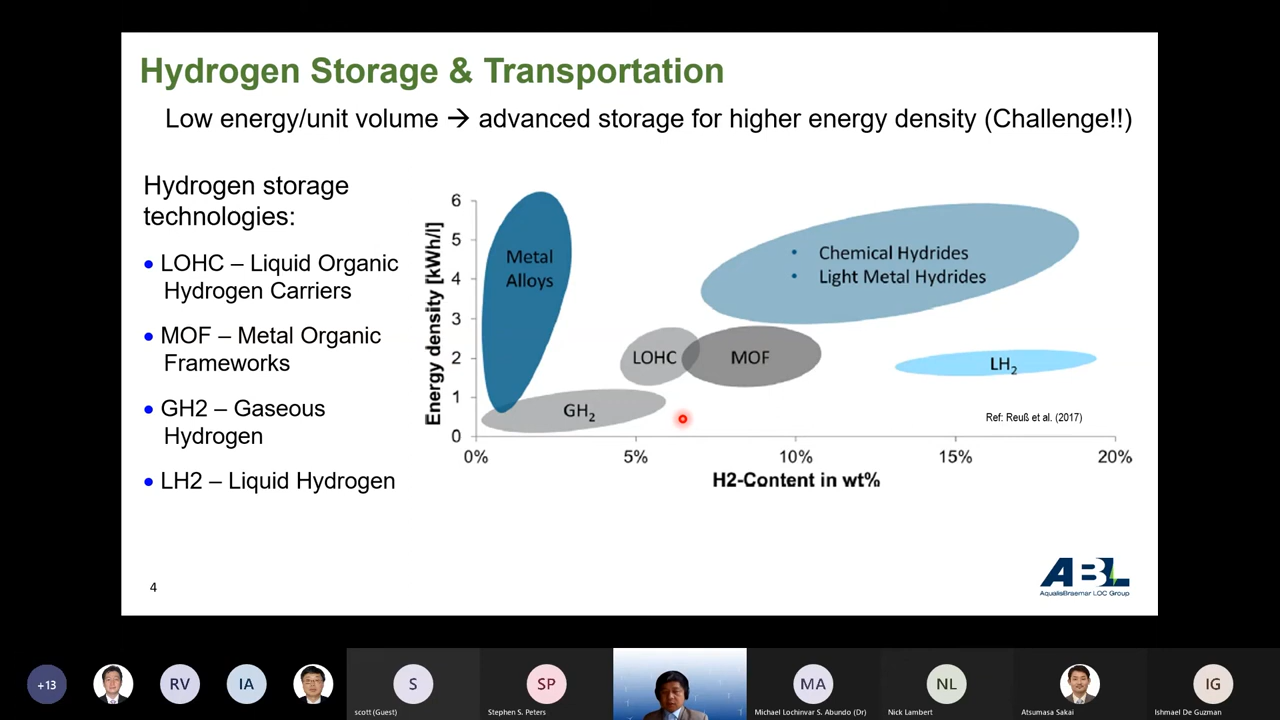 Hydrogen Storage & Transportation
Low energy/unit volume → advanced storage for higher energy density (Challenge!!)
Hydrogen storage
technologies:
• LOHC – Liquid Organic
Hydrogen Carriers
• MOF – Metal Organic
Frameworks
• GH2 – Gaseous
Hydrogen
• LH2 – Liquid Hydrogen
Energy density [kWh/l]
6
5
4
3
2
1
0
Metal
Alloys
• Chemical Hydrides
• Light Metal Hydrides
LOHC
MOF
LH2
GH2
Ref: Reuß et al. (2017)
0% 5% 10% 15% 20%
H2-Content in wt%
4
ABL
AqualisBraemar LOC Group
+13
RV
IA
S
scott (Guest)
SP
Stephen S. Peters
MA
Michael Lochinvar S. Abundo (Dr)
NL
Nick Lambert
Atsumasa Sakai
IG
Ishmael De Guzman